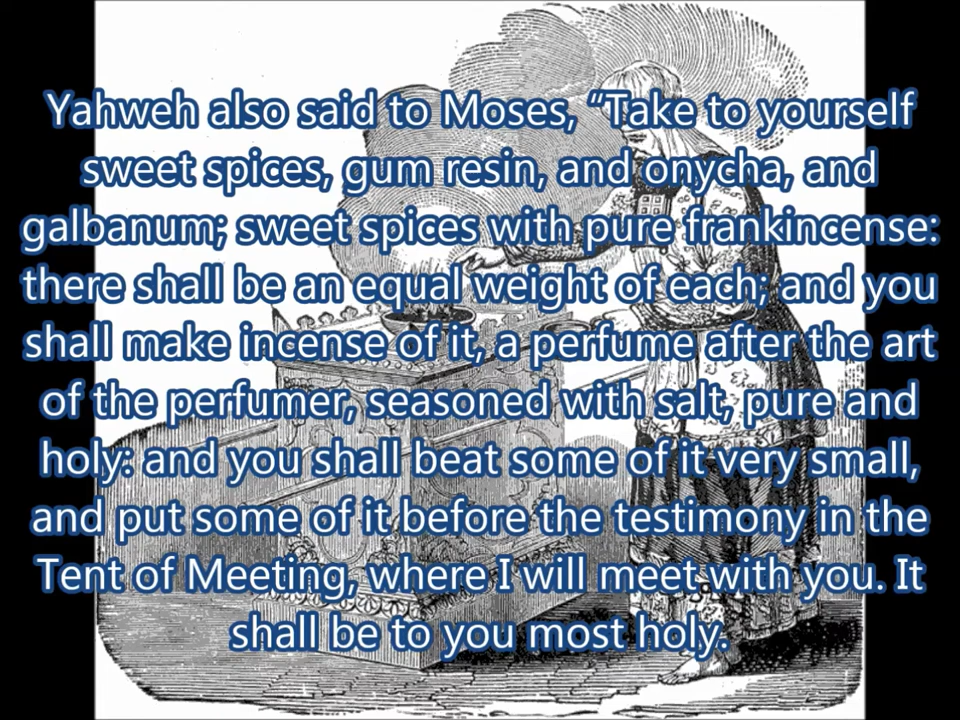 Yahweh also said to Moses, “Take to yourself
sweet spices, gum resin, and onycha, and
galbanum; sweet spices with pure frankincense:
there shall be an equal weight of each; and you
shall make incense of it, a perfume after the art
of the perfumer, seasoned with salt, pure and
holy: and you shall beat some of it very small,
and put some of it before the testimony in the
Tent of Meeting, where I will meet with you. It
shall be to you most holy.